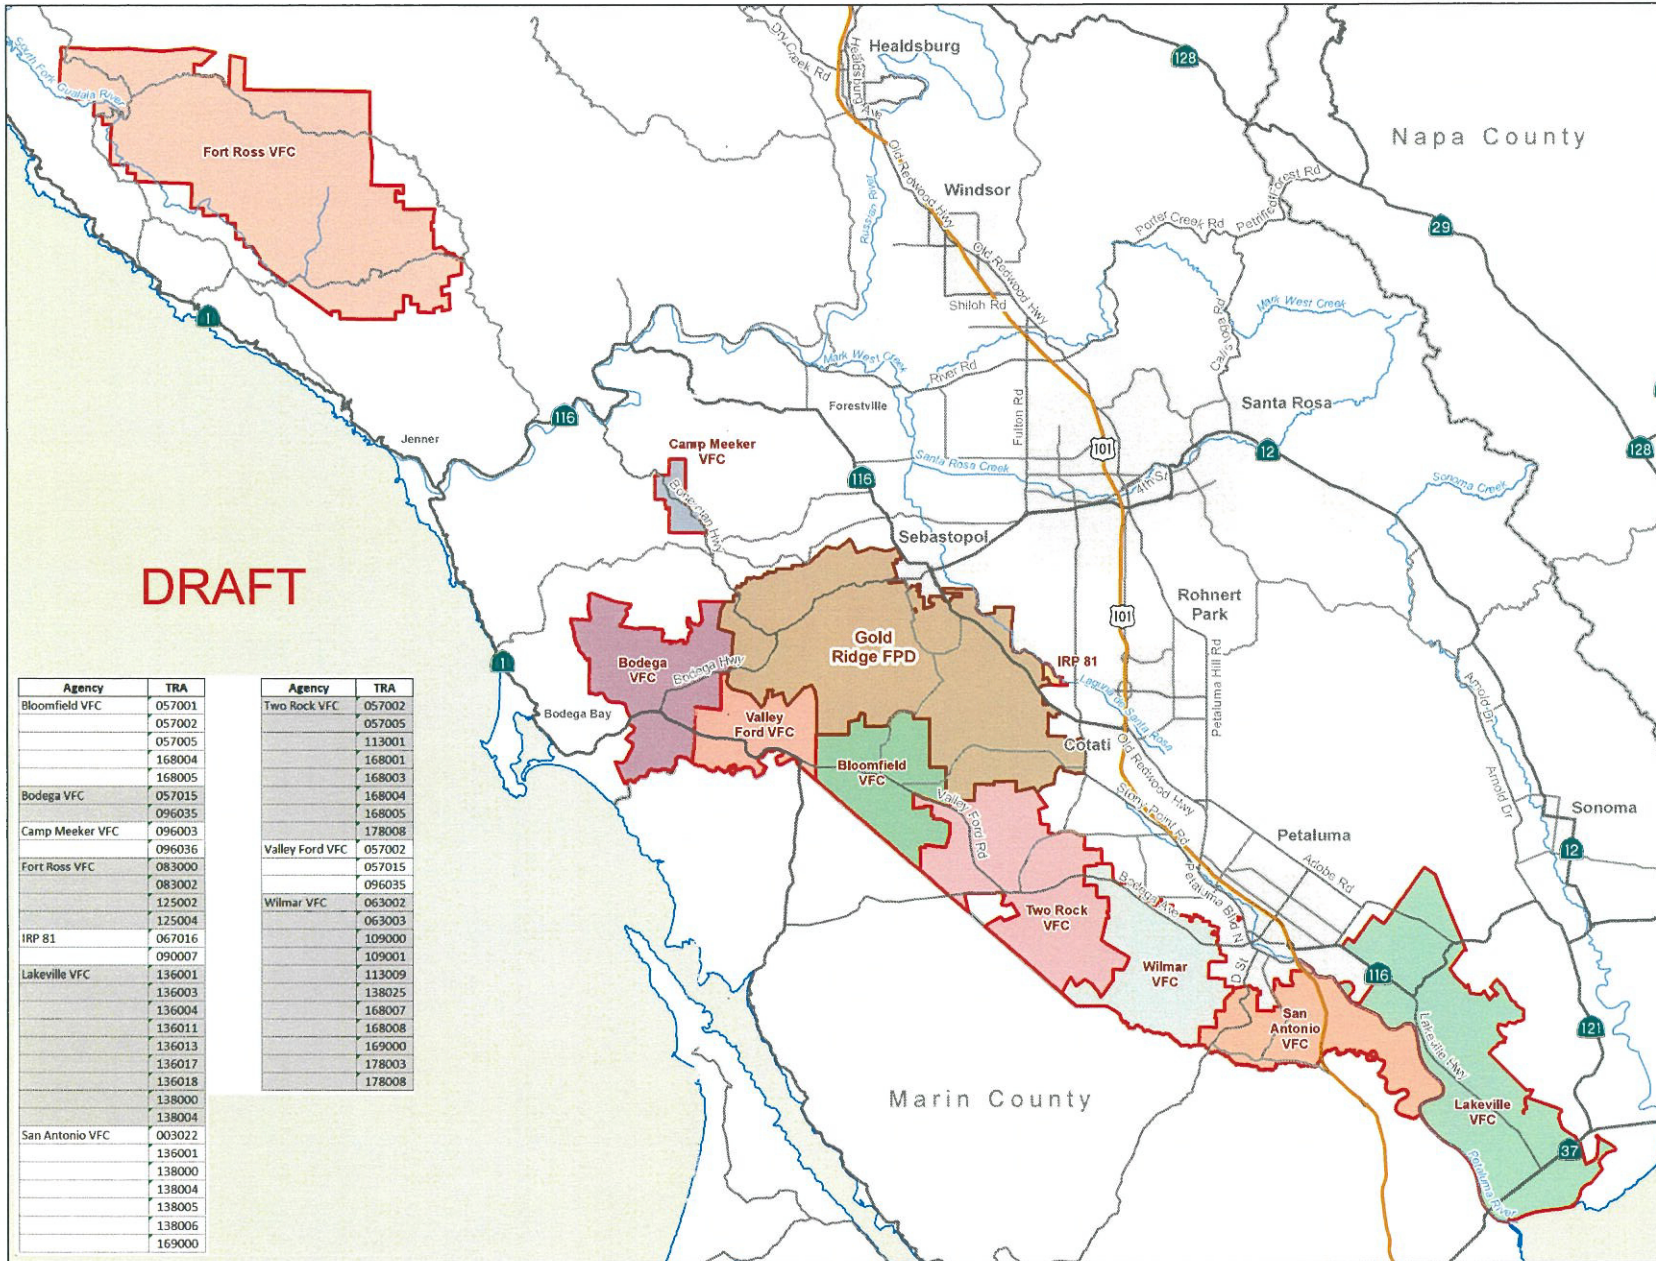 Healdsburg
Dry Creek Rd
Healdsburg Ave
128
Napa County
South Fork Gualala River
Fort Ross VFC
Old Redwood Hwy
Windsor
Russian River
Petrified Forest Rd
Porter Creek Rd
29
Old Redwood Hwy
Shiloh Rd
Mark West Creek
Calistoga Rd
1
Mark West Creek
River Rd
Forestville
Fulton Rd
Santa Rosa
116
Jenner
Camp Meeker
VFC
101
12
128
Santa Rosa Creek
116
4th St
Sonoma Creek
Bohemian Hwy
Sebastopol
DRAFT
Rohnert
Park
101
Gold
Ridge FPD
1
Bodega
VFC
Bodega Hwy
IRP 81
Laguna de Santa Rosa
Petaluma Hill Rd
Arnold Dr
Bodega Bay
Valley
Ford VFC
Cotati
Old Redwood Hwy
Bloomfield
VFC
Valley Ford Rd
Stony Point Rd
Arnold Dr
Sonoma
Petaluma
12
Adobe Rd
Bodega Ave
Petaluma Blvd N
Two Rock
VFC
Wilmar
VFC
D St
116
San
Antonio
VFC
Lakeville Hwy
121
Marin County
Lakeville
VFC
37
Petaluma River
Agency TRA
Bloomfield VFC 057001
057002
057005
168004
168005
Bodega VFC 057015
096035
Camp Meeker VFC 096003
096036
Fort Ross VFC 083000
083002
125002
125004
IRP 81 067016
090007
Lakeville VFC 136001
136003
136004
136011
136013
136017
136018
138000
138004
San Antonio VFC 003022
136001
138000
138004
138005
138006
169000
Agency TRA
Two Rock VFC 057002
057005
113001
168001
168003
168004
168005
178008
Valley Ford VFC 057002
057015
096035
Wilmar VFC 063002
063003
109000
109001
113009
138025
168007
168008
169000
178003
178008